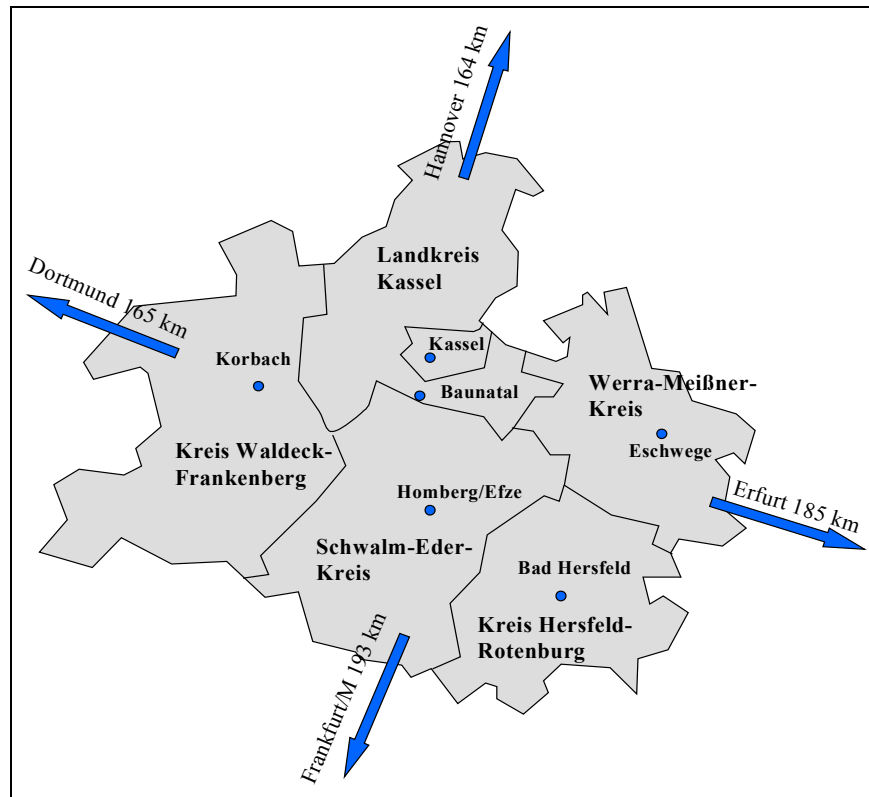 Hannover 164 km
Landkreis
Kassel
Dortmund 165 km
Kassel
Korbach
Baunatal
Werra-Meißner-
Kreis
Eschwege
Kreis Waldeck-
Frankenberg
Homberg/Efze
Erfurt 185 km
Schwalm-Eder-
Kreis
Bad Hersfeld
Kreis Hersfeld-
Rotenburg
Frankfurt/M 193 km